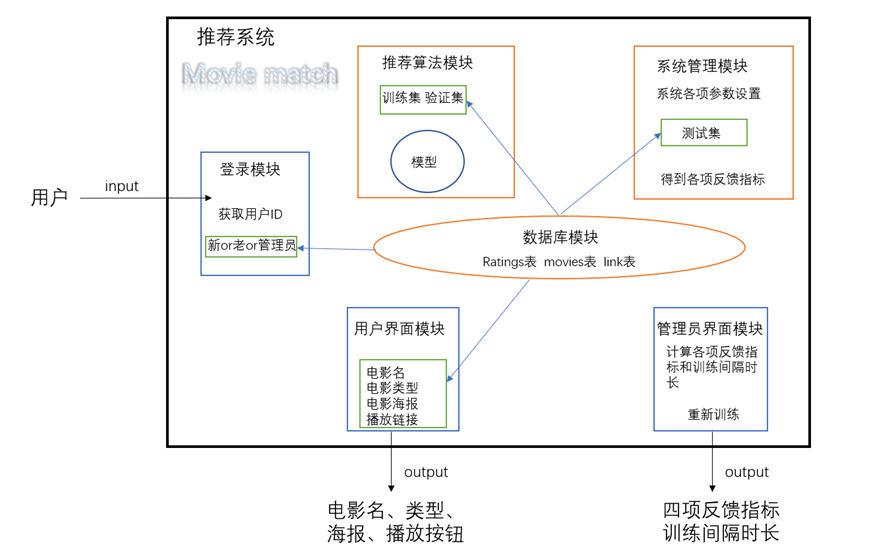 推荐系统
Movie match
推荐算法模块
训练集 验证集
模型
系统管理模块
系统各项参数设置
测试集
得到各项反馈指标
用户
input
登录模块
获取用户ID
新or老or管理员
数据库模块
Ratings表 movies表 link表
用户界面模块
电影名
电影类型
电影海报
播放链接
管理员界面模块
计算各项反馈指
标和训练间隔时
长
重新训练
output
电影名、类型、
海报、播放按钮
output
四项反馈指标
训练间隔时长